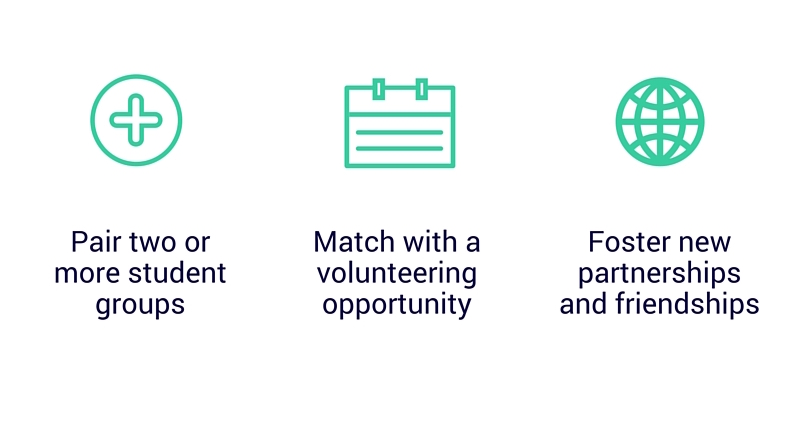 Pair two or
more student
groups
Match with a
volunteering
opportunity
Foster new
partnerships
and friendships